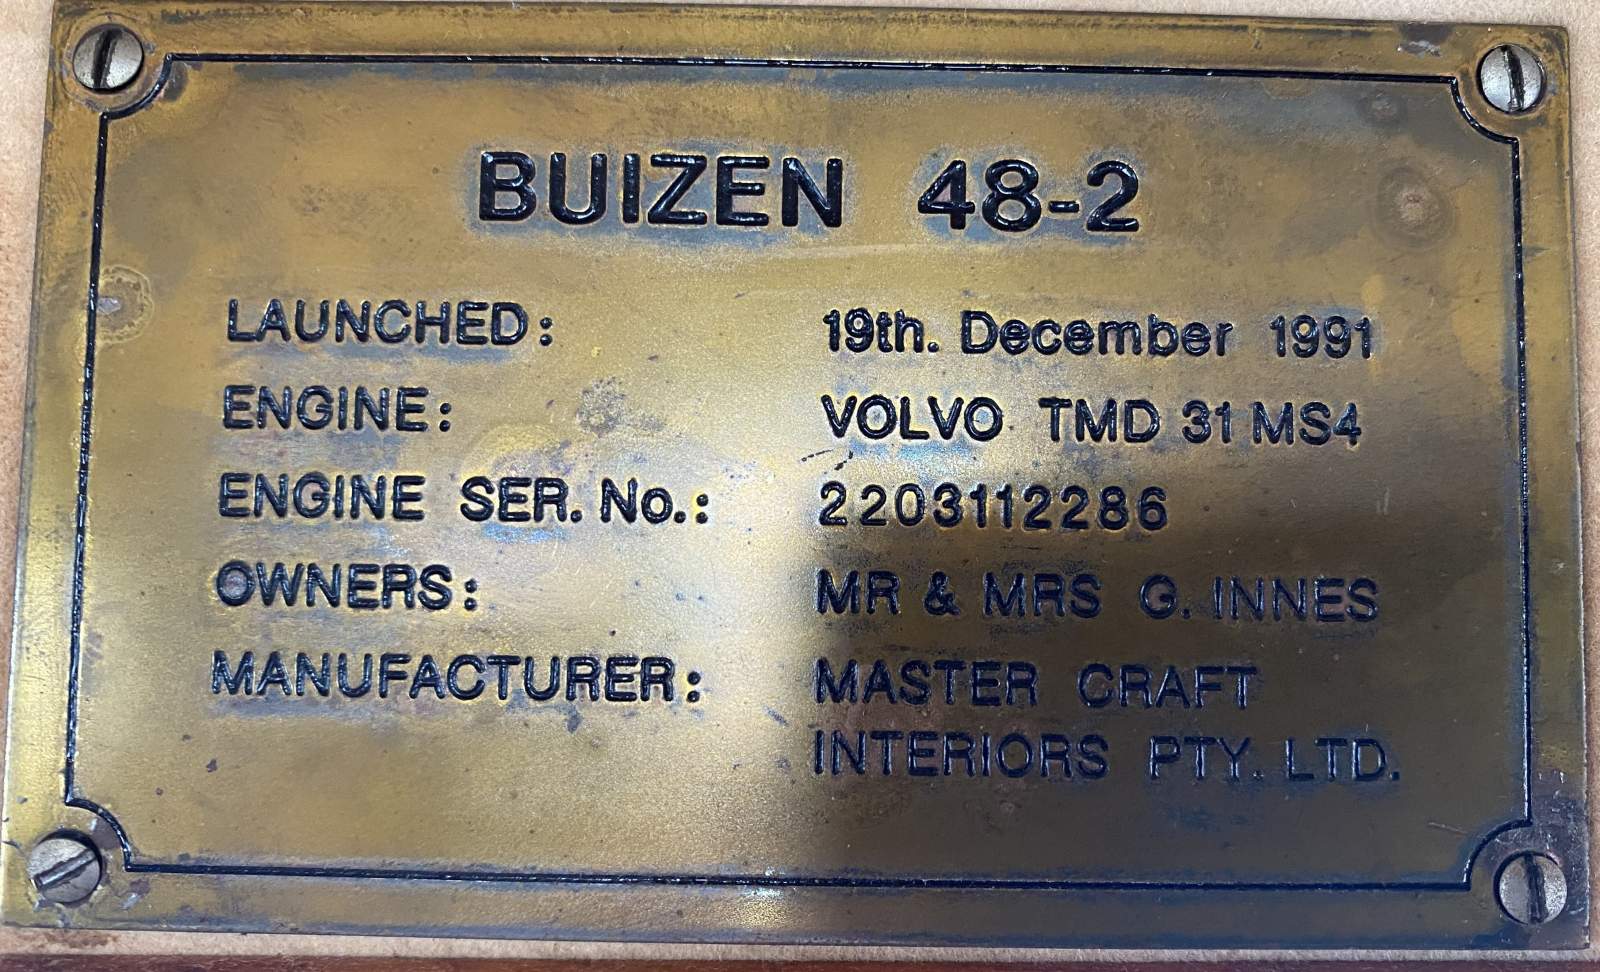 BUIZEN 48-2
LAUNCHED: 19th. December 1991
ENGINE: VOLVO TMD 31 MS4
ENGINE SER. No.: 2203112286
OWNERS: MR & MRS G. INNES
MANUFACTURER: MASTER CRAFT
INTERIORS PTY. LTD.